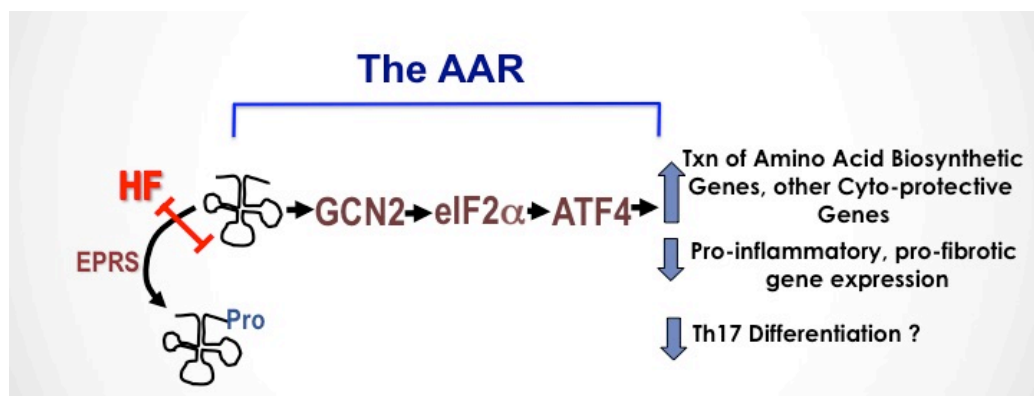 The AAR
HF
EPRS
Pro
GCN2
eIF2α
ATF4
Txn of Amino Acid Biosynthetic
Genes, other Cyto-protective
Genes
Pro-inflammatory, pro-fibrotic
gene expression
Th17 Differentiation ?